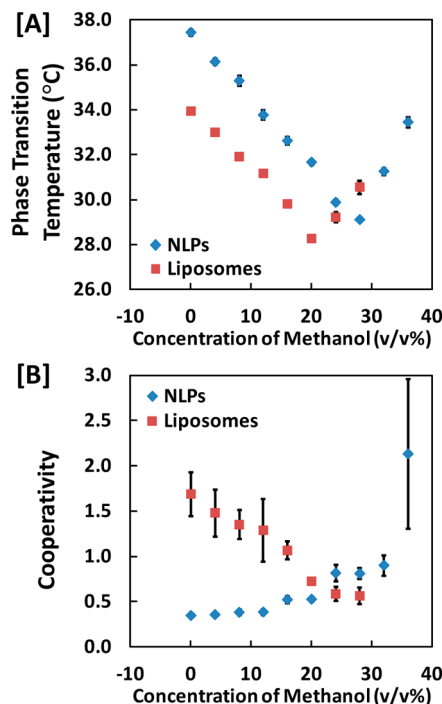 [A]
38.0
36.0
34.0
32.0
30.0
28.0
26.0
Phase Transition
Temperature (°C)
NLPs
Liposomes
-10 0 10 20 30 40
Concentration of Methanol (v/v%)
[B]
3.0
2.5
2.0
1.5
1.0
0.5
0.0
Cooperativity
NLPs
Liposomes
-10 0 10 20 30 40
Concentration of Methanol (v/v%)